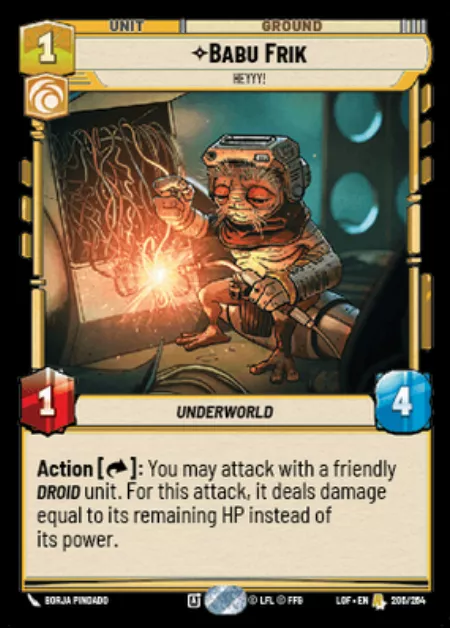 UNIT GROUND
1
BABU FRIK
HEYYY!
1
UNDERWORLD
4
Action [ ]: You may attack with a friendly
DROID unit. For this attack, it deals damage
equal to its remaining HP instead of
its power.
BORJA PINDADO © LFL © FFG LOF • EN 206/264